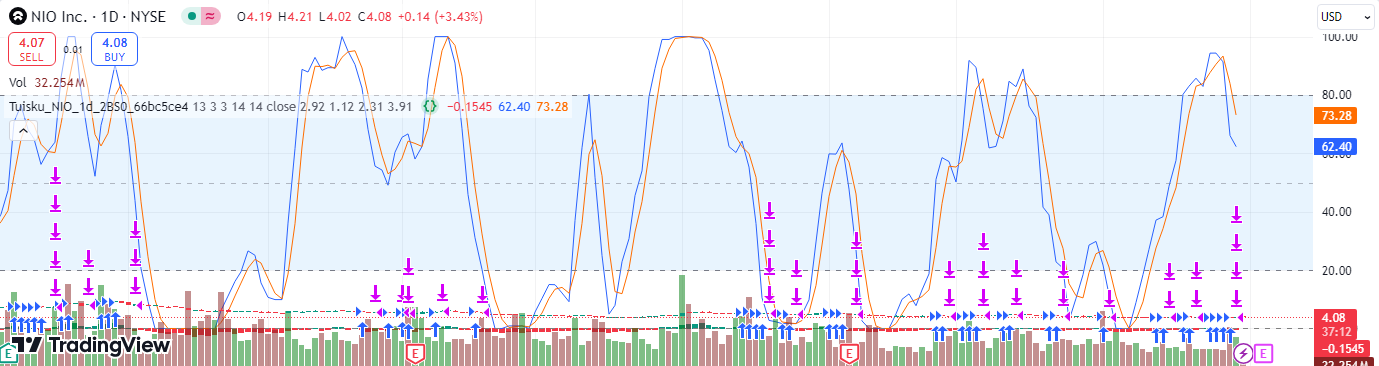 NIO Inc. · 1D · NYSE O4.19 H4.21 L4.02 C4.08 +0.14 (+3.43%)
USD
100.00
4.07 SELL 0.01 4.08 BUY
Vol 32.254 M
80.00
Tuisku_NIO_1d_2BS0_66bc5ce4 13 3 3 14 14 close 2.92 1.12 2.31 3.91 {} −0.1545 62.40 73.28
73.28
62.40
60.00
40.00
20.00
4.08
37:12
−0.1545
32.254 M
TradingView
E
E
E
E